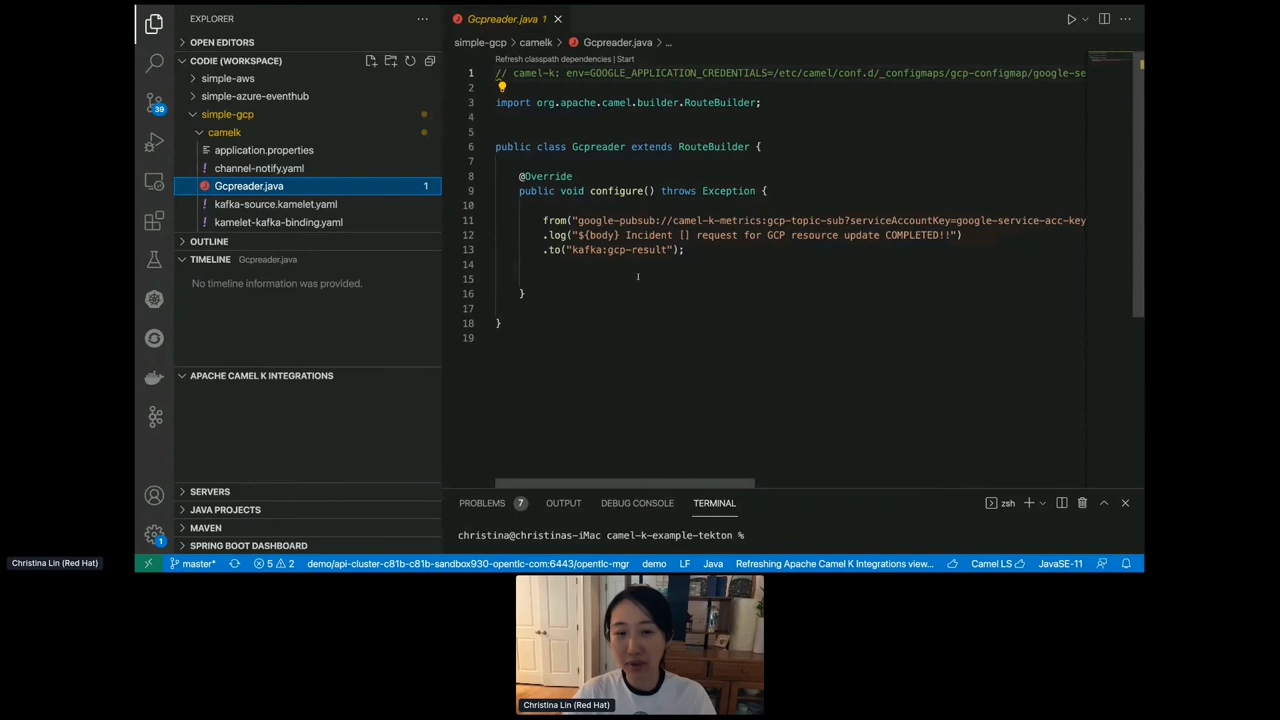 EXPLORER
OPEN EDITORS
CODIE (WORKSPACE)
simple-aws
simple-azure-eventhub
simple-gcp
camelk
application.properties
channel-notify.yaml
Gcpreader.java 1
kafka-source.kamelet.yaml
kamelet-kafka-binding.yaml
OUTLINE
TIMELINE Gcpreader.java
No timeline information was provided.
APACHE CAMEL K INTEGRATIONS
SERVERS
JAVA PROJECTS
MAVEN
SPRING BOOT DASHBOARD
39
1
Gcpreader.java 1
simple-gcp > camelk > Gcpreader.java > ...
Refresh classpath dependencies | Start
1 // camel-k: env=GOOGLE_APPLICATION_CREDENTIALS=/etc/camel/conf.d/_configmaps/gcp-configmap/google-se
2
3 import org.apache.camel.builder.RouteBuilder;
4
5
6 public class Gcpreader extends RouteBuilder {
7
8 @Override
9 public void configure() throws Exception {
10
11 from("google-pubsub://camel-k-metrics:gcp-topic-sub?serviceAccountKey=google-service-acc-key
12 .log("${body} Incident [] request for GCP resource update COMPLETED!!")
13 .to("kafka:gcp-result");
14
15
16 }
17
18 }
19
PROBLEMS 7 OUTPUT DEBUG CONSOLE TERMINAL
zsh
christina@christinas-iMac camel-k-example-tekton %
master* 5 2 demo/api-cluster-c81b-c81b-sandbox930-opentlc-com:6443/opentlc-mgr demo LF Java Refreshing Apache Camel K Integrations view... Camel LS JavaSE-11
Christina Lin (Red Hat)
Christina Lin (Red Hat)